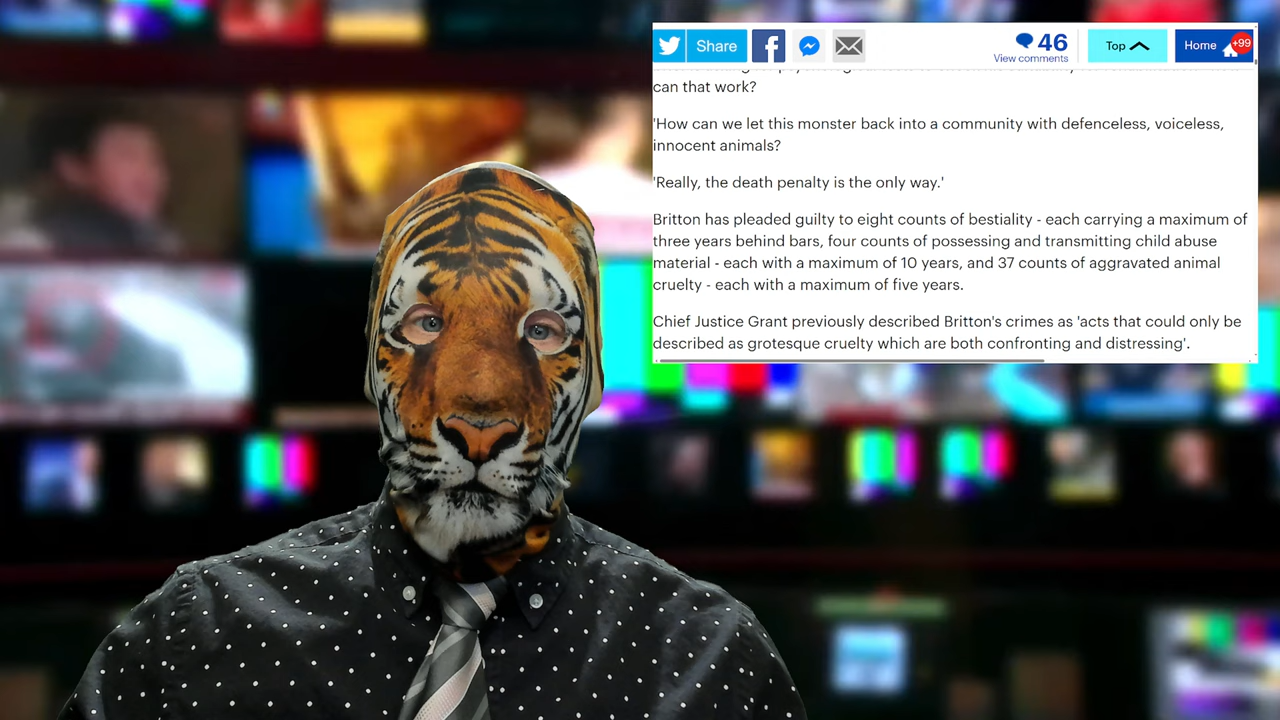 Share
46
View comments
Top
Home
+99
can that work?
'How can we let this monster back into a community with defenceless, voiceless,
innocent animals?
'Really, the death penalty is the only way.'
Britton has pleaded guilty to eight counts of bestiality - each carrying a maximum of
three years behind bars, four counts of possessing and transmitting child abuse
material - each with a maximum of 10 years, and 37 counts of aggravated animal
cruelty - each with a maximum of five years.
Chief Justice Grant previously described Britton's crimes as 'acts that could only be
described as grotesque cruelty which are both confronting and distressing'.